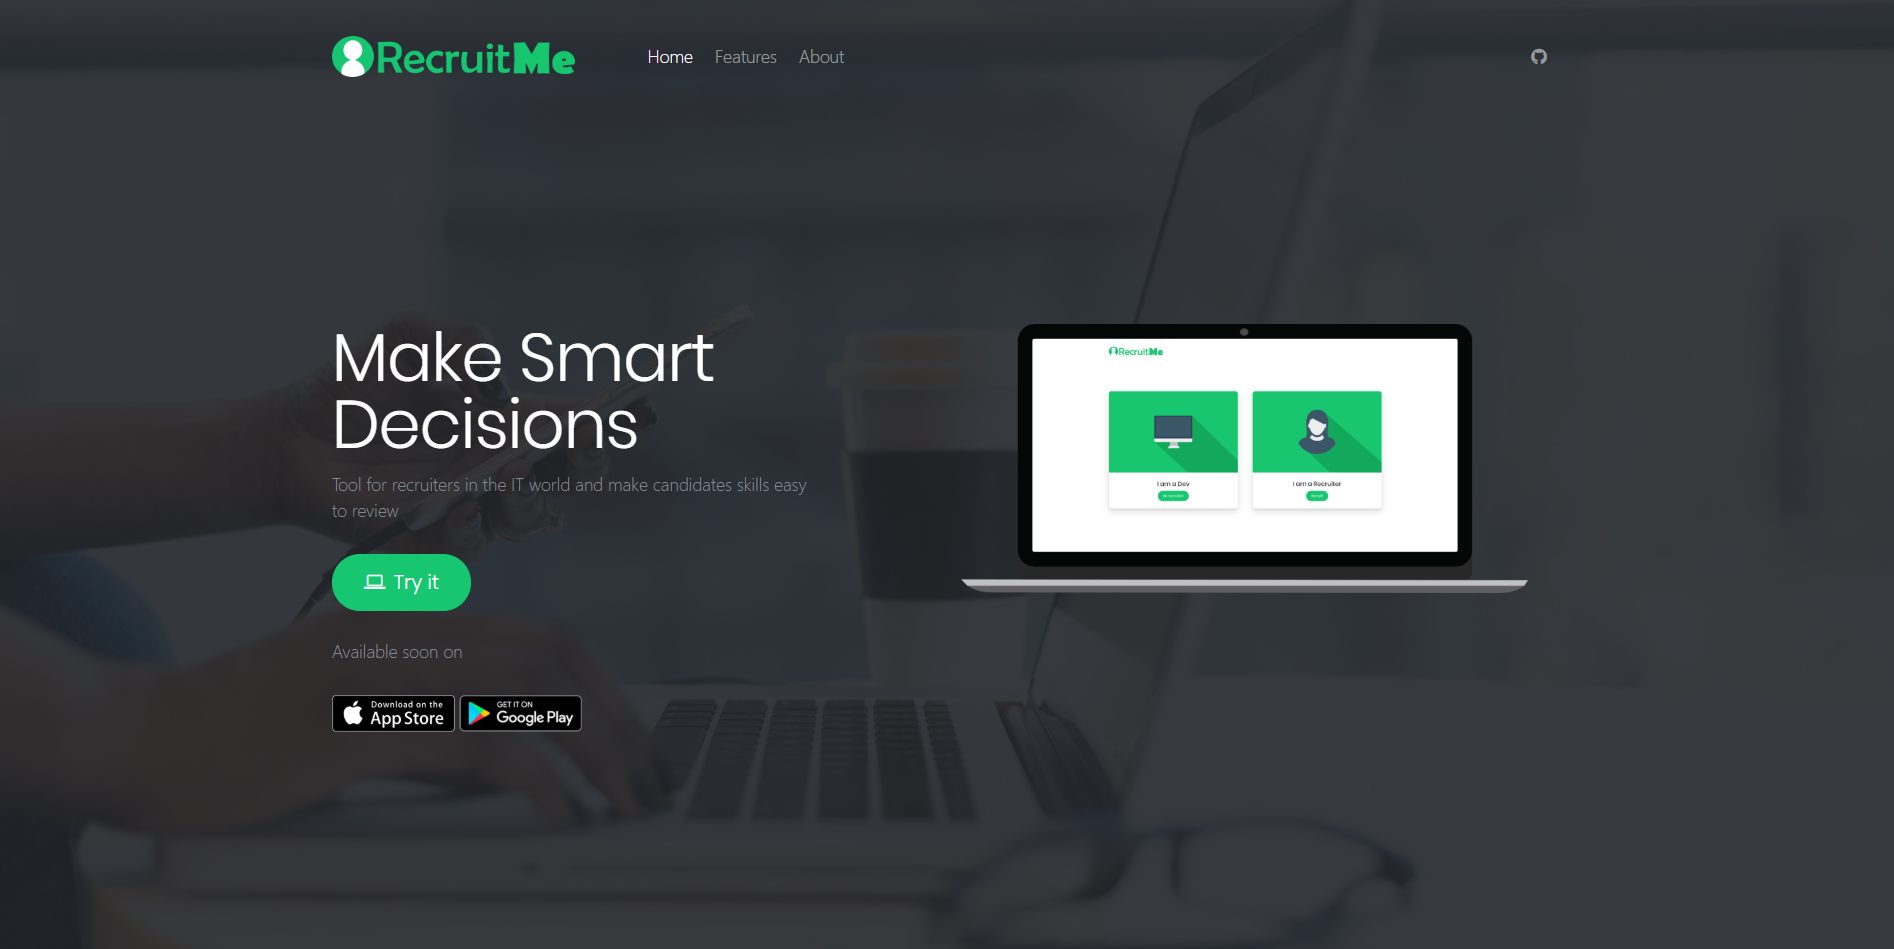 RecruitMe
Home
Features
About
Make Smart
Decisions
Tool for recruiters in the IT world and make candidates skills easy
to review
Try it
Available soon on
Download on the
App Store
GET IT ON
Google Play
RecruitMe
I am a Dev
I am a Recruiter